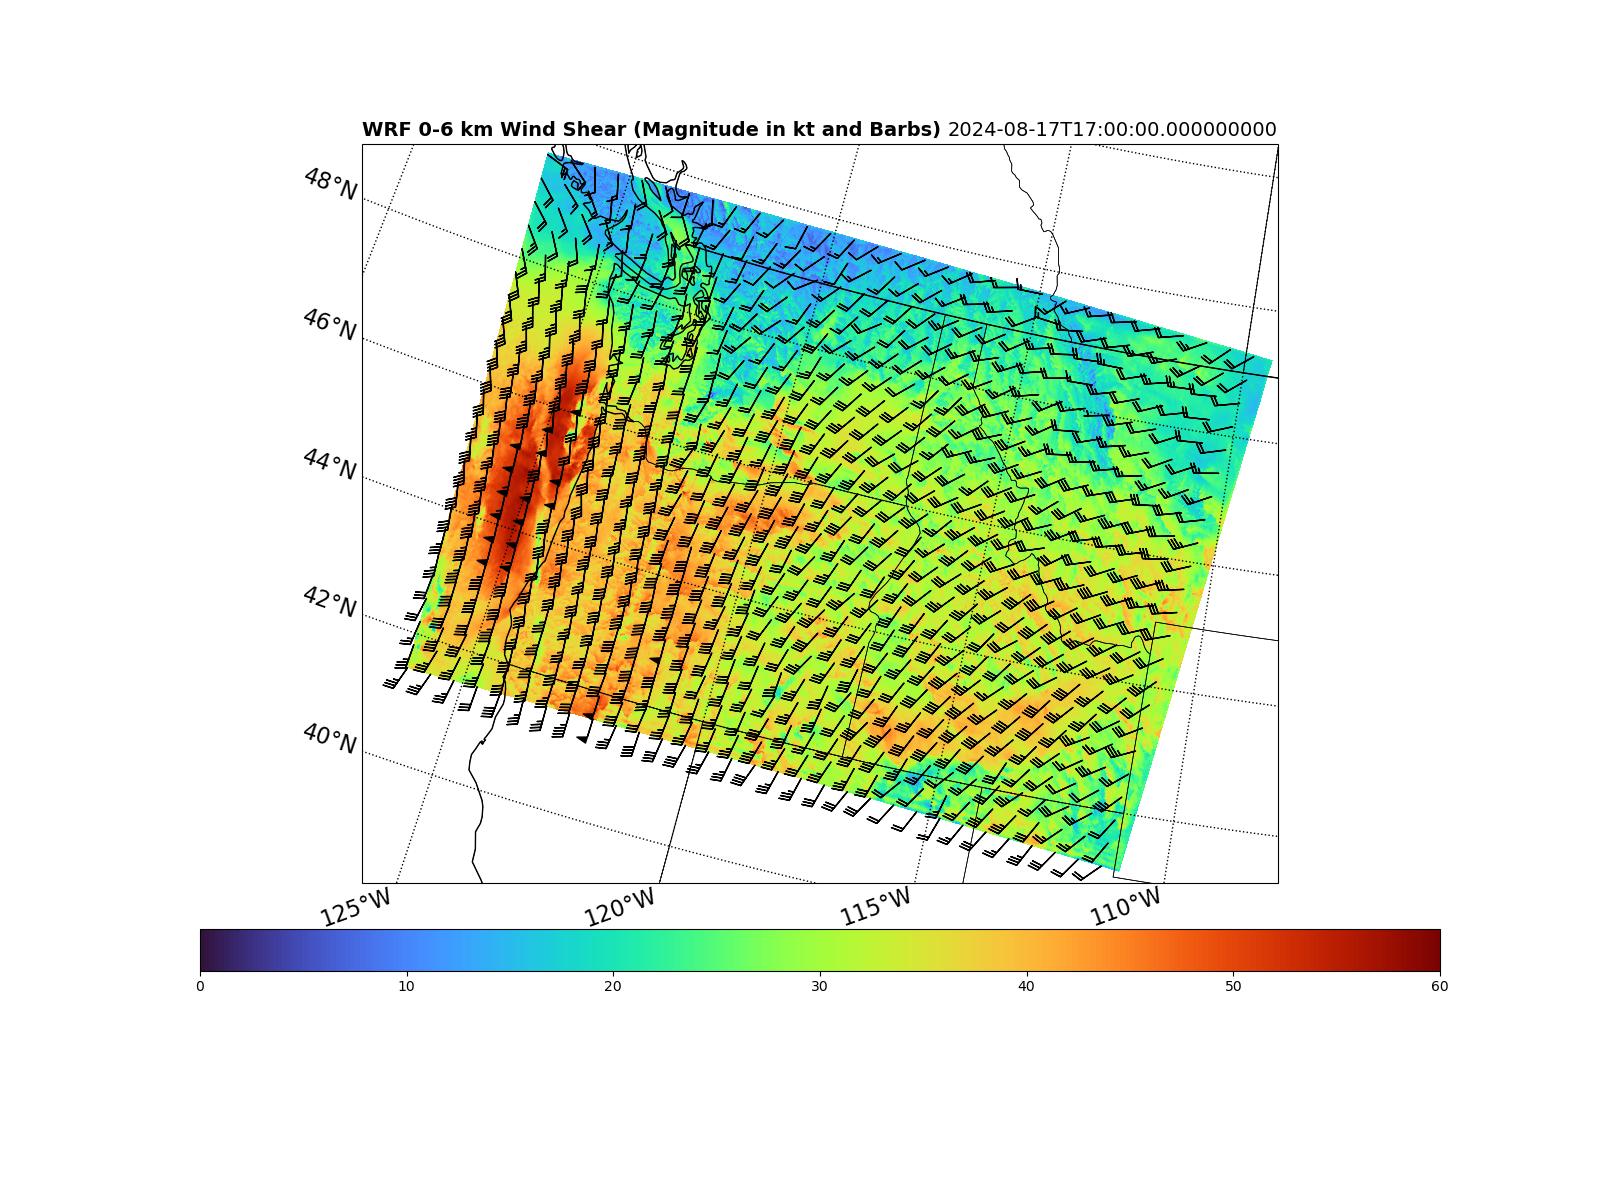 WRF 0-6 km Wind Shear (Magnitude in kt and Barbs) 2024-08-17T17:00:00.000000000
48°N
46°N
44°N
42°N
40°N
125°W 120°W 115°W 110°W
0 10 20 30 40 50 60